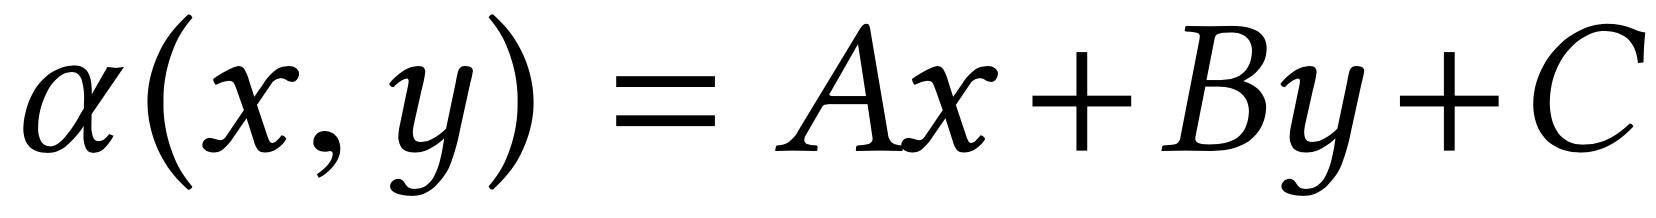 α(x, y) = Ax + By + C